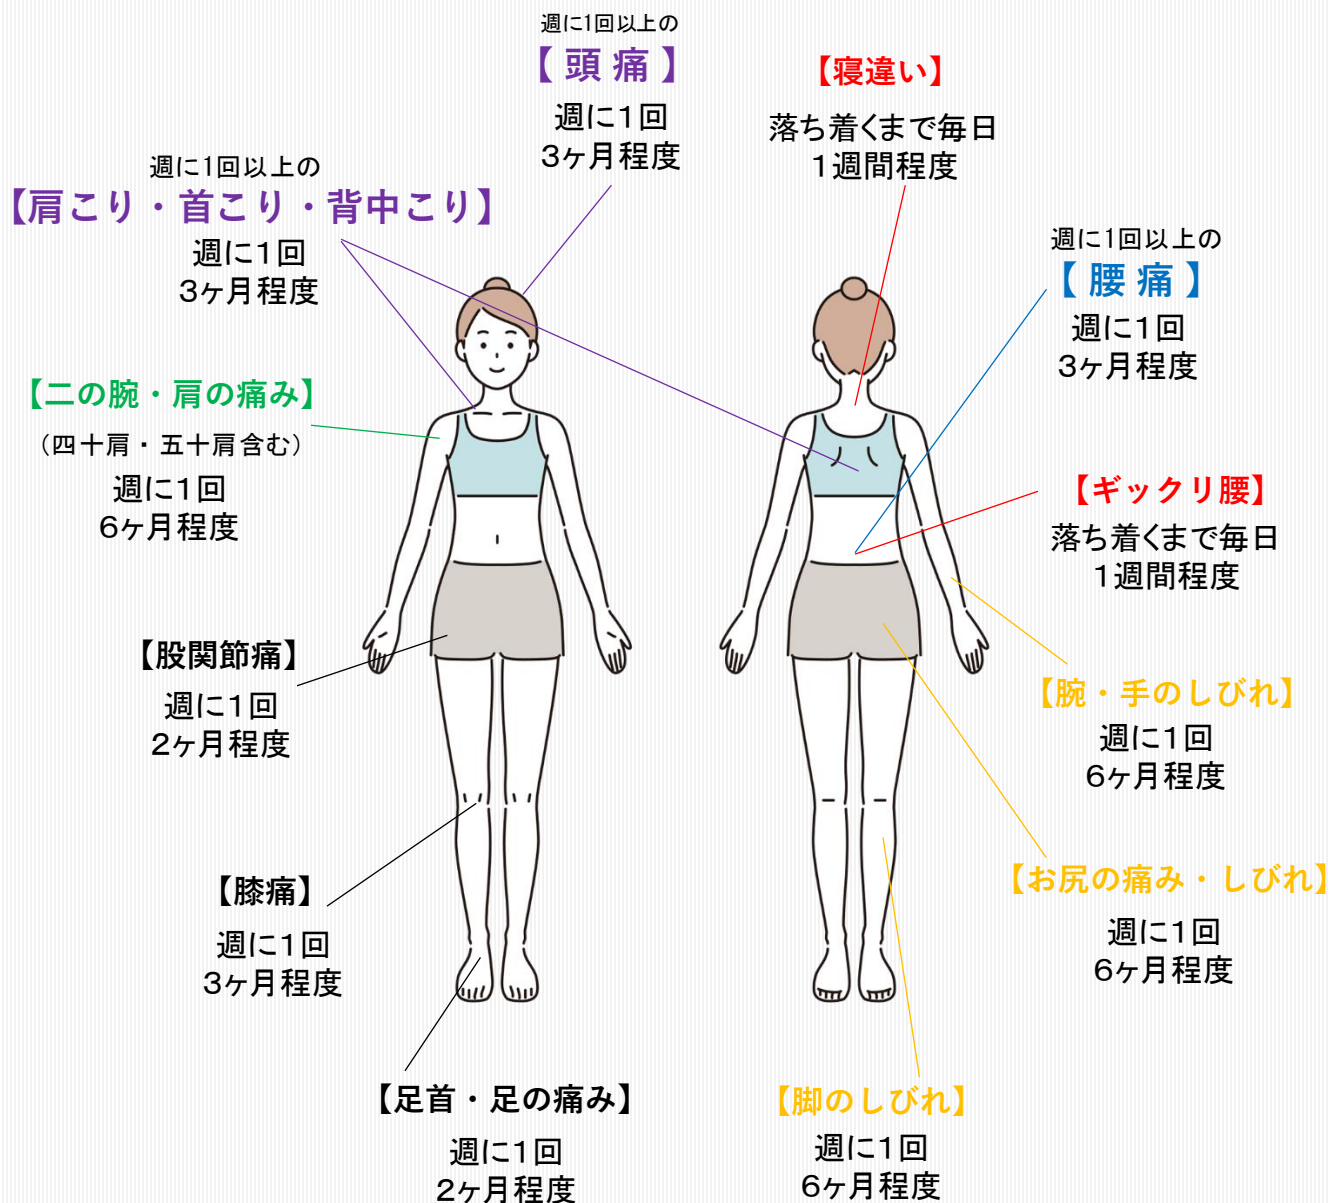 週に1回以上の
【 頭 痛 】
週に１回
３ヶ月程度
【寝違い】
落ち着くまで毎日
１週間程度
週に1回以上の
【肩こり・首こり・背中こり】
週に１回
３ヶ月程度
週に1回以上の
【 腰 痛 】
週に１回
３ヶ月程度
【二の腕・肩の痛み】
（四十肩・五十肩含む）
週に１回
６ヶ月程度
【ギックリ腰】
落ち着くまで毎日
１週間程度
【股関節痛】
週に１回
２ヶ月程度
【腕・手のしびれ】
週に１回
６ヶ月程度
【膝痛】
週に１回
３ヶ月程度
【お尻の痛み・しびれ】
週に１回
６ヶ月程度
【足首・足の痛み】
週に１回
２ヶ月程度
【脚のしびれ】
週に１回
６ヶ月程度